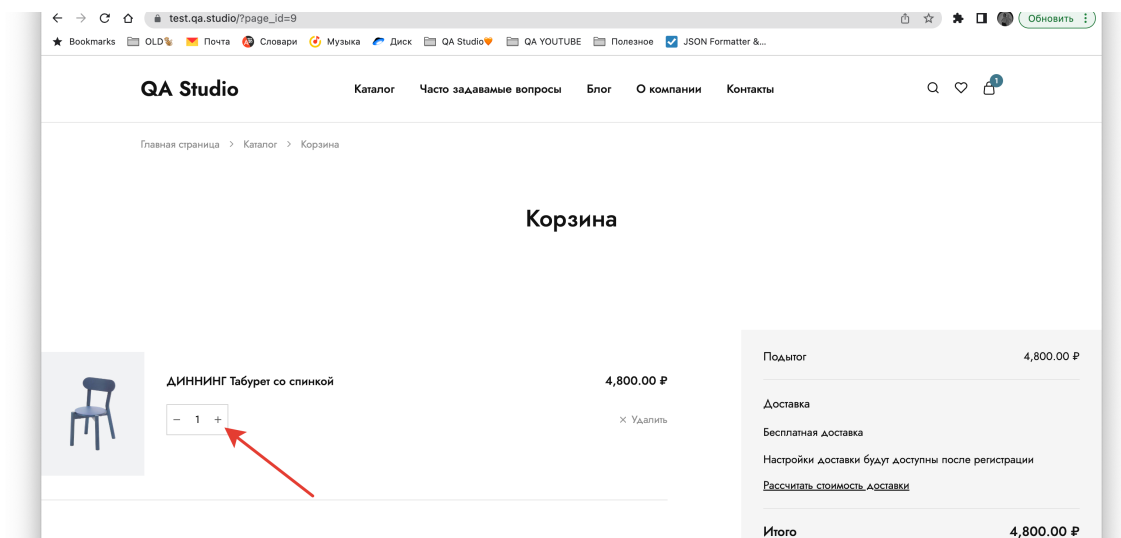 test.qa.studio/?page_id=9
Обновить
Bookmarks OLD Почта Словари Музыка Диск QA Studio🧡 QA YOUTUBE Полезное JSON Formatter &...
QA Studio Каталог Часто задавамые вопросы Блог О компании Контакты 1
Главная страница > Каталог > Корзина
Корзина
ДИННИНГ Табурет со спинкой 4,800.00 ₽
− 1 + × Удалить
Подытог 4,800.00 ₽
Доставка
Бесплатная доставка
Настройки доставки будут доступны после регистрации
Рассчитать стоимость доставки
Итого 4,800.00 ₽